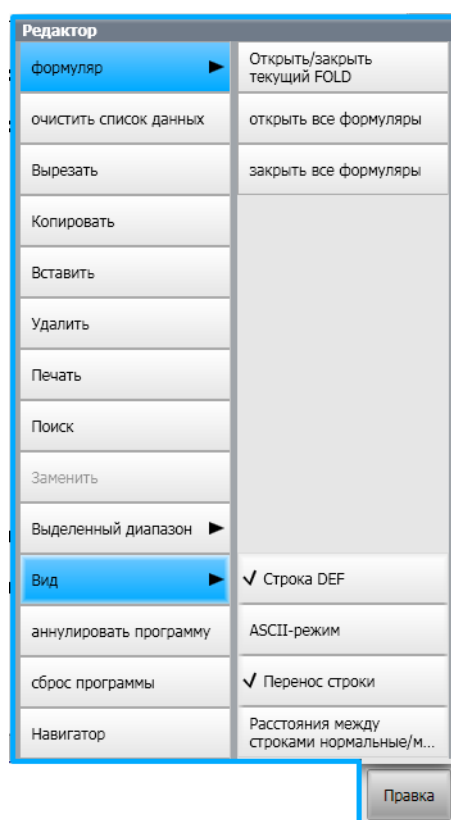 Редактор
формуляр
Открыть/закрыть
текущий FOLD
очистить список данных
открыть все формуляры
Вырезать
закрыть все формуляры
Копировать
Вставить
Удалить
Печать
Поиск
Заменить
Выделенный диапазон
Вид
✓ Строка DEF
аннулировать программу
ASCII-режим
сброс программы
✓ Перенос строки
Навигатор
Расстояния между
строками нормальные/м...
Правка